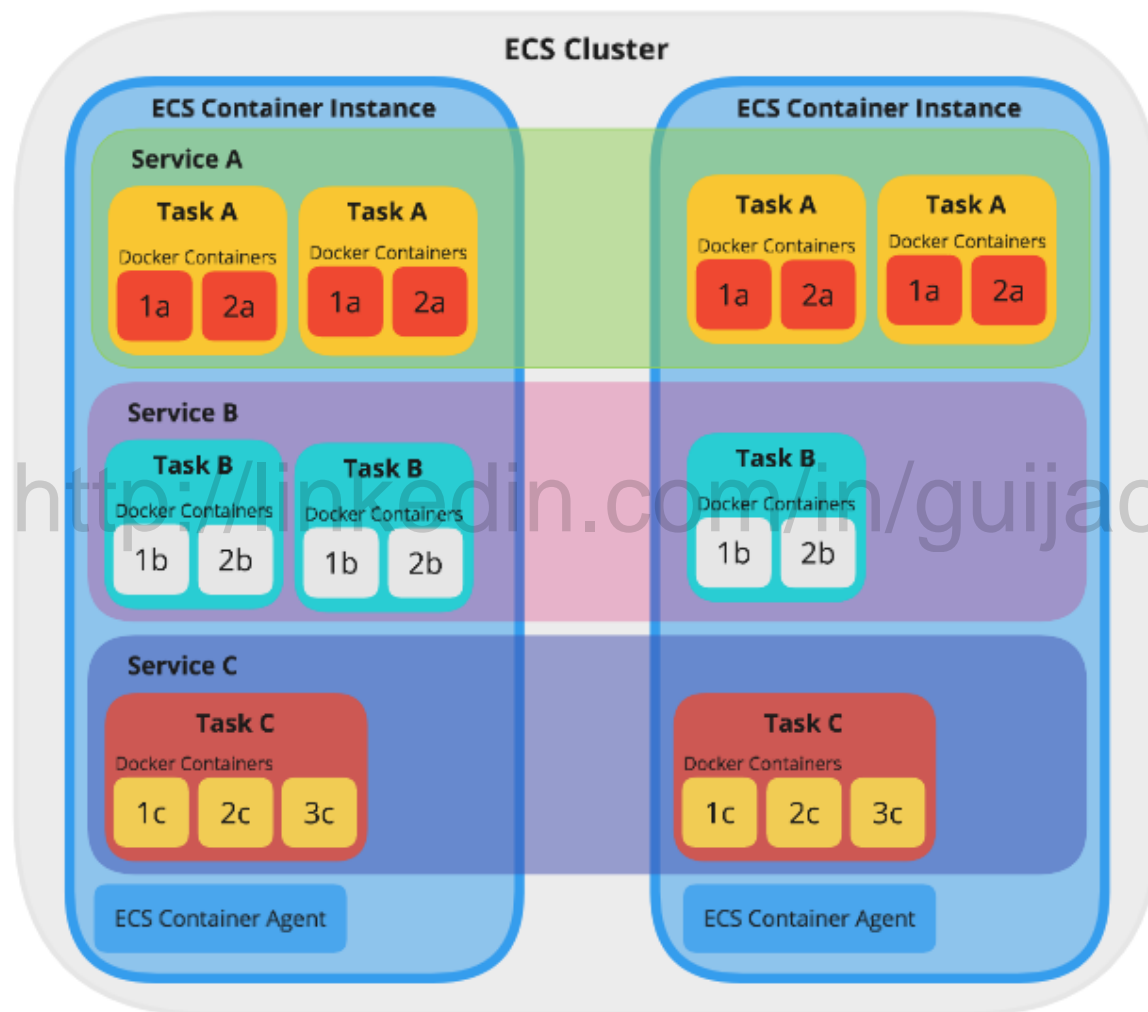 ECS Cluster
ECS Container Instance
ECS Container Instance
Service A
Task A
Task A
Task A
Task A
Docker Containers
Docker Containers
Docker Containers
Docker Containers
1a 2a
1a 2a
1a 2a
1a 2a
Service B
Task B
Task B
Task B
Docker Containers
Docker Containers
Docker Containers
1b 2b
1b 2b
1b 2b
http://linkedin.com/in/guijac
Service C
Task C
Task C
Docker Containers
Docker Containers
1c 2c 3c
1c 2c 3c
ECS Container Agent
ECS Container Agent